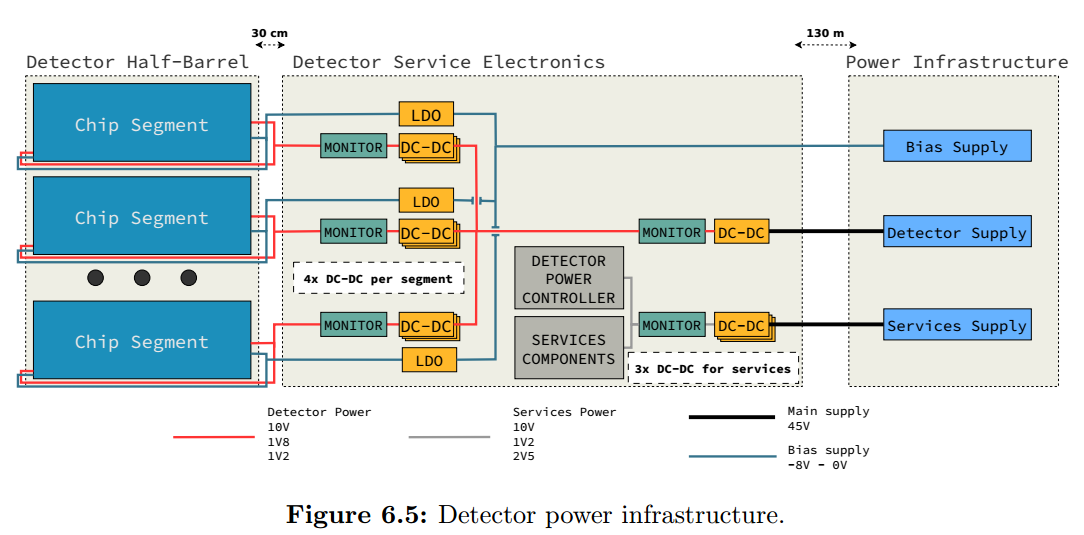 30 cm
130 m
Detector Half-Barrel
Detector Service Electronics
Power Infrastructure
Chip Segment
LDO
MONITOR
DC-DC
Bias Supply
Chip Segment
LDO
MONITOR
DC-DC
MONITOR
DC-DC
Detector Supply
4x DC-DC per segment
DETECTOR
POWER
CONTROLLER
Chip Segment
MONITOR
DC-DC
LDO
SERVICES
COMPONENTS
MONITOR
DC-DC
Services Supply
3x DC-DC for services
Detector Power
10V
1V8
1V2
Services Power
10V
1V2
2V5
Main supply
45V
Bias supply
-8V - 0V
Figure 6.5: Detector power infrastructure.